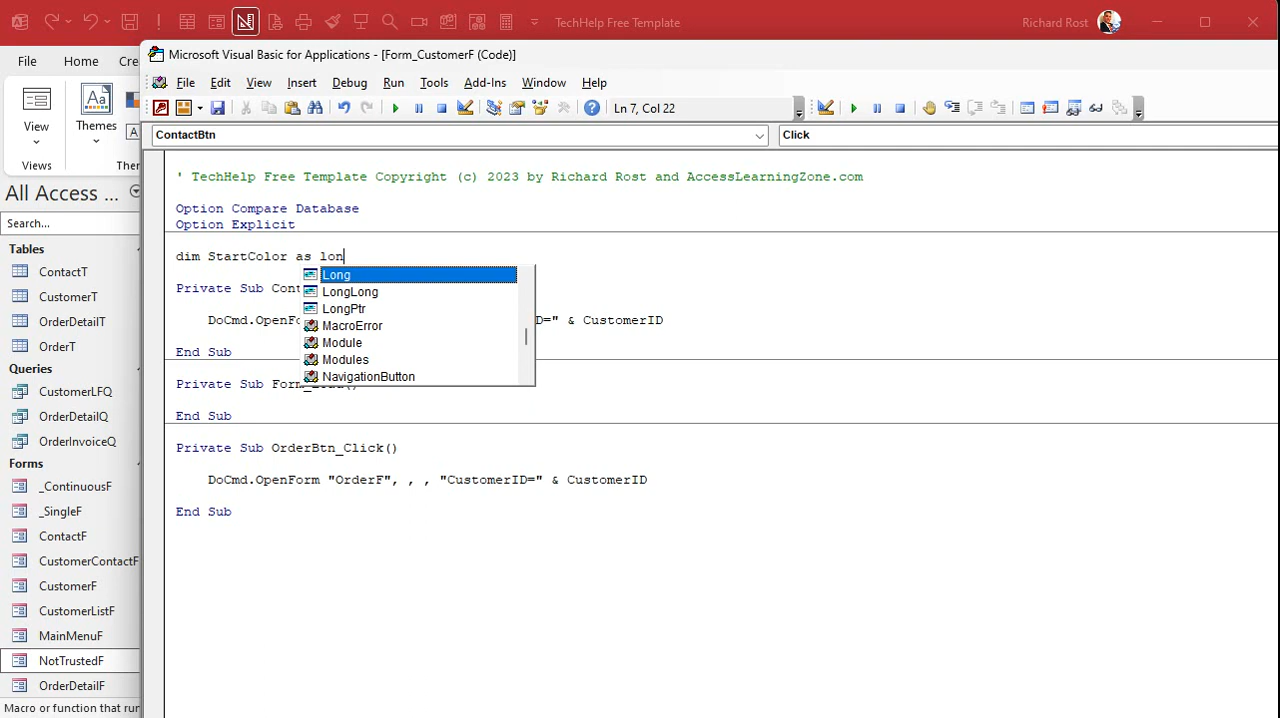 TechHelp Free Template
Richard Rost
Microsoft Visual Basic for Applications - [Form_CustomerF (Code)]
File
Home
Cre
File Edit View Insert Debug Run Tools Add-Ins Window Help
Ln 7, Col 22
View
Themes
Views
Ther
ContactBtn
Click
All Access ...
Search...
Tables
ContactT
CustomerT
OrderDetailT
OrderT
Queries
CustomerLFQ
OrderDetailQ
OrderInvoiceQ
Forms
_ContinuousF
_SingleF
ContactF
CustomerContactF
CustomerF
CustomerListF
MainMenuF
NotTrustedF
OrderDetailF
Macro or function that run
' TechHelp Free Template Copyright (c) 2023 by Richard Rost and AccessLearningZone.com
Option Compare Database
Option Explicit
dim StartColor as lon
Long
LongLong
LongPtr
MacroError
Module
Modules
NavigationButton
Private Sub Cont
DoCmd.OpenFo D=" & CustomerID
End Sub
Private Sub Form_Load()
End Sub
Private Sub OrderBtn_Click()
DoCmd.OpenForm "OrderF", , , "CustomerID=" & CustomerID
End Sub